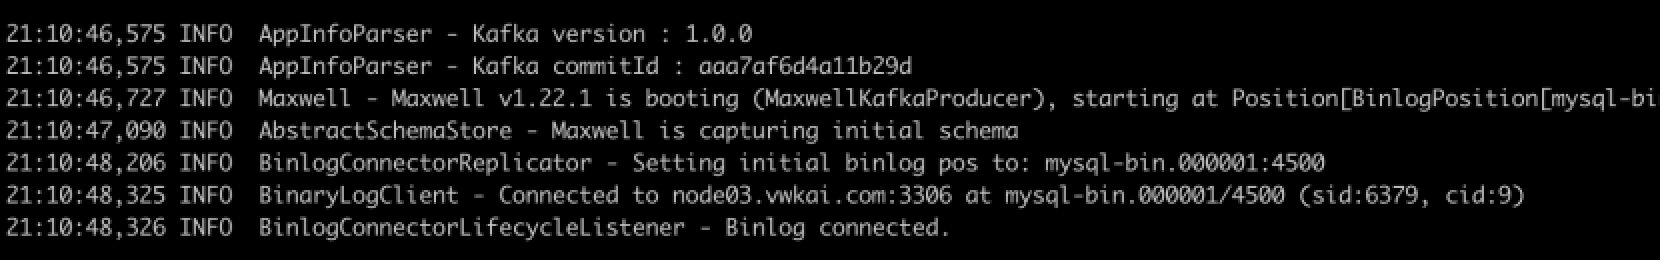 21:10:46,575 INFO  AppInfoParser - Kafka version : 1.0.0
21:10:46,575 INFO  AppInfoParser - Kafka commitId : aaa7af6d4a11b29d
21:10:46,727 INFO  Maxwell - Maxwell v1.22.1 is booting (MaxwellKafkaProducer), starting at Position[BinlogPosition[mysql-bi
21:10:47,090 INFO  AbstractSchemaStore - Maxwell is capturing initial schema
21:10:48,206 INFO  BinlogConnectorReplicator - Setting initial binlog pos to: mysql-bin.000001:4500
21:10:48,325 INFO  BinaryLogClient - Connected to node03.vwkai.com:3306 at mysql-bin.000001/4500 (sid:6379, cid:9)
21:10:48,326 INFO  BinlogConnectorLifecycleListener - Binlog connected.